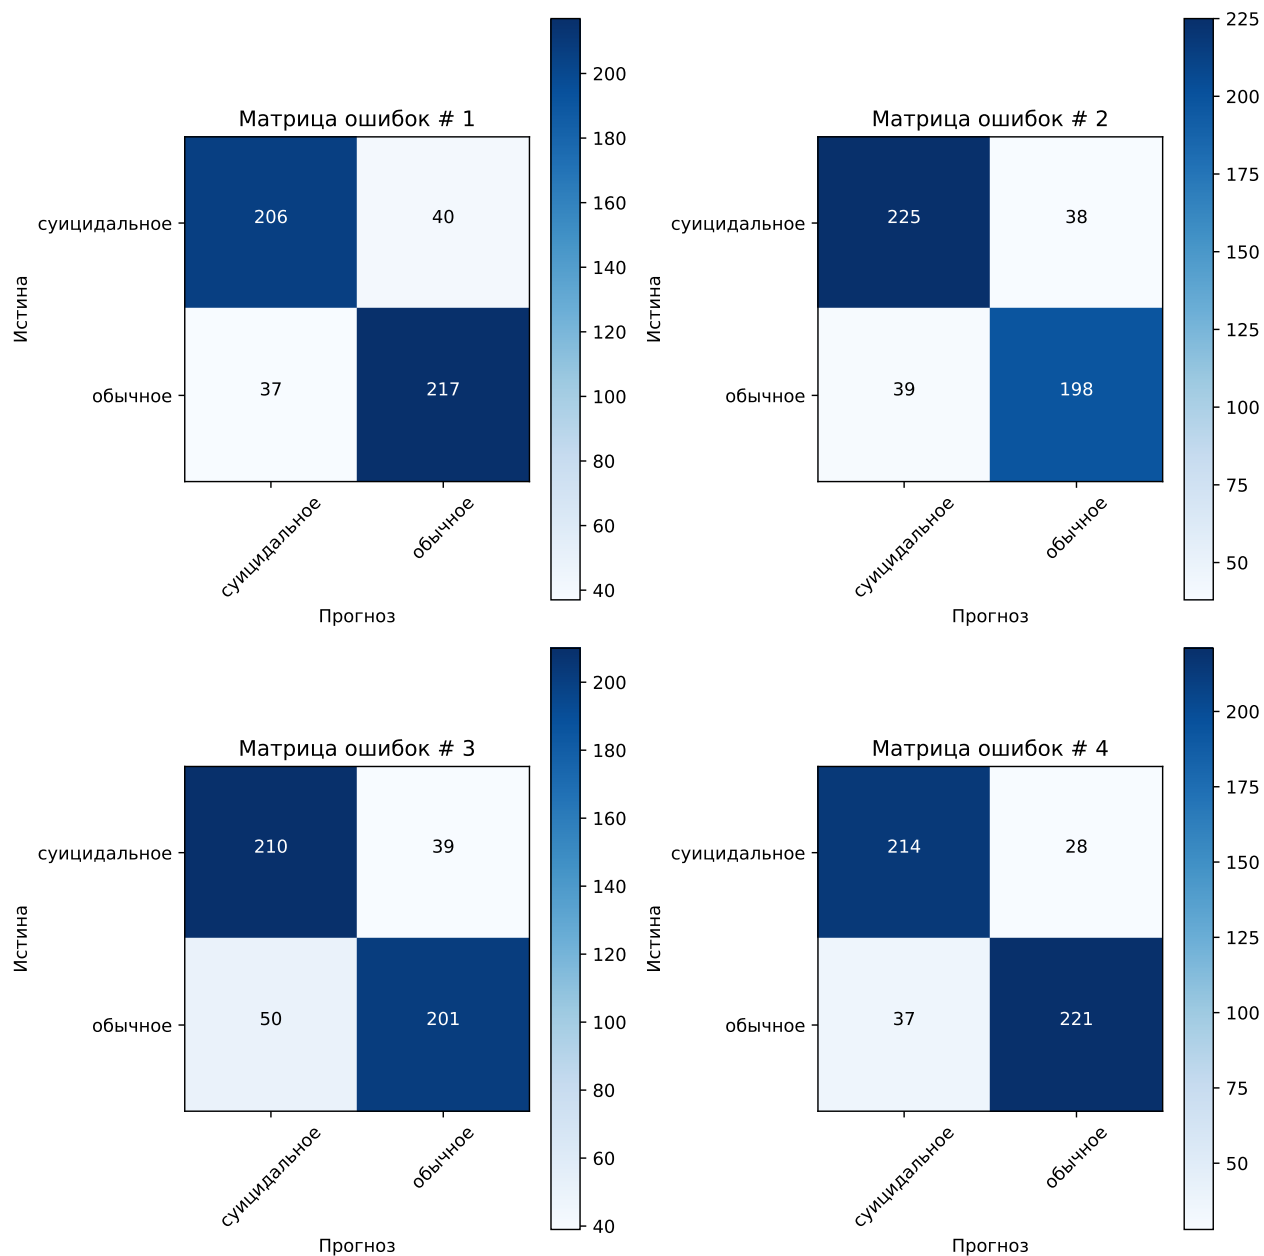 Матрица ошибок # 1
суицидальное
206
40
обычное
37
217
суицидальное
обычное
Истина
Прогноз
200
180
160
140
120
100
80
60
40
Матрица ошибок # 2
суицидальное
225
38
обычное
39
198
суицидальное
обычное
Истина
Прогноз
225
200
175
150
125
100
75
50
Матрица ошибок # 3
суицидальное
210
39
обычное
50
201
суицидальное
обычное
Истина
Прогноз
200
180
160
140
120
100
80
60
40
Матрица ошибок # 4
суицидальное
214
28
обычное
37
221
суицидальное
обычное
Истина
Прогноз
200
175
150
125
100
75
50